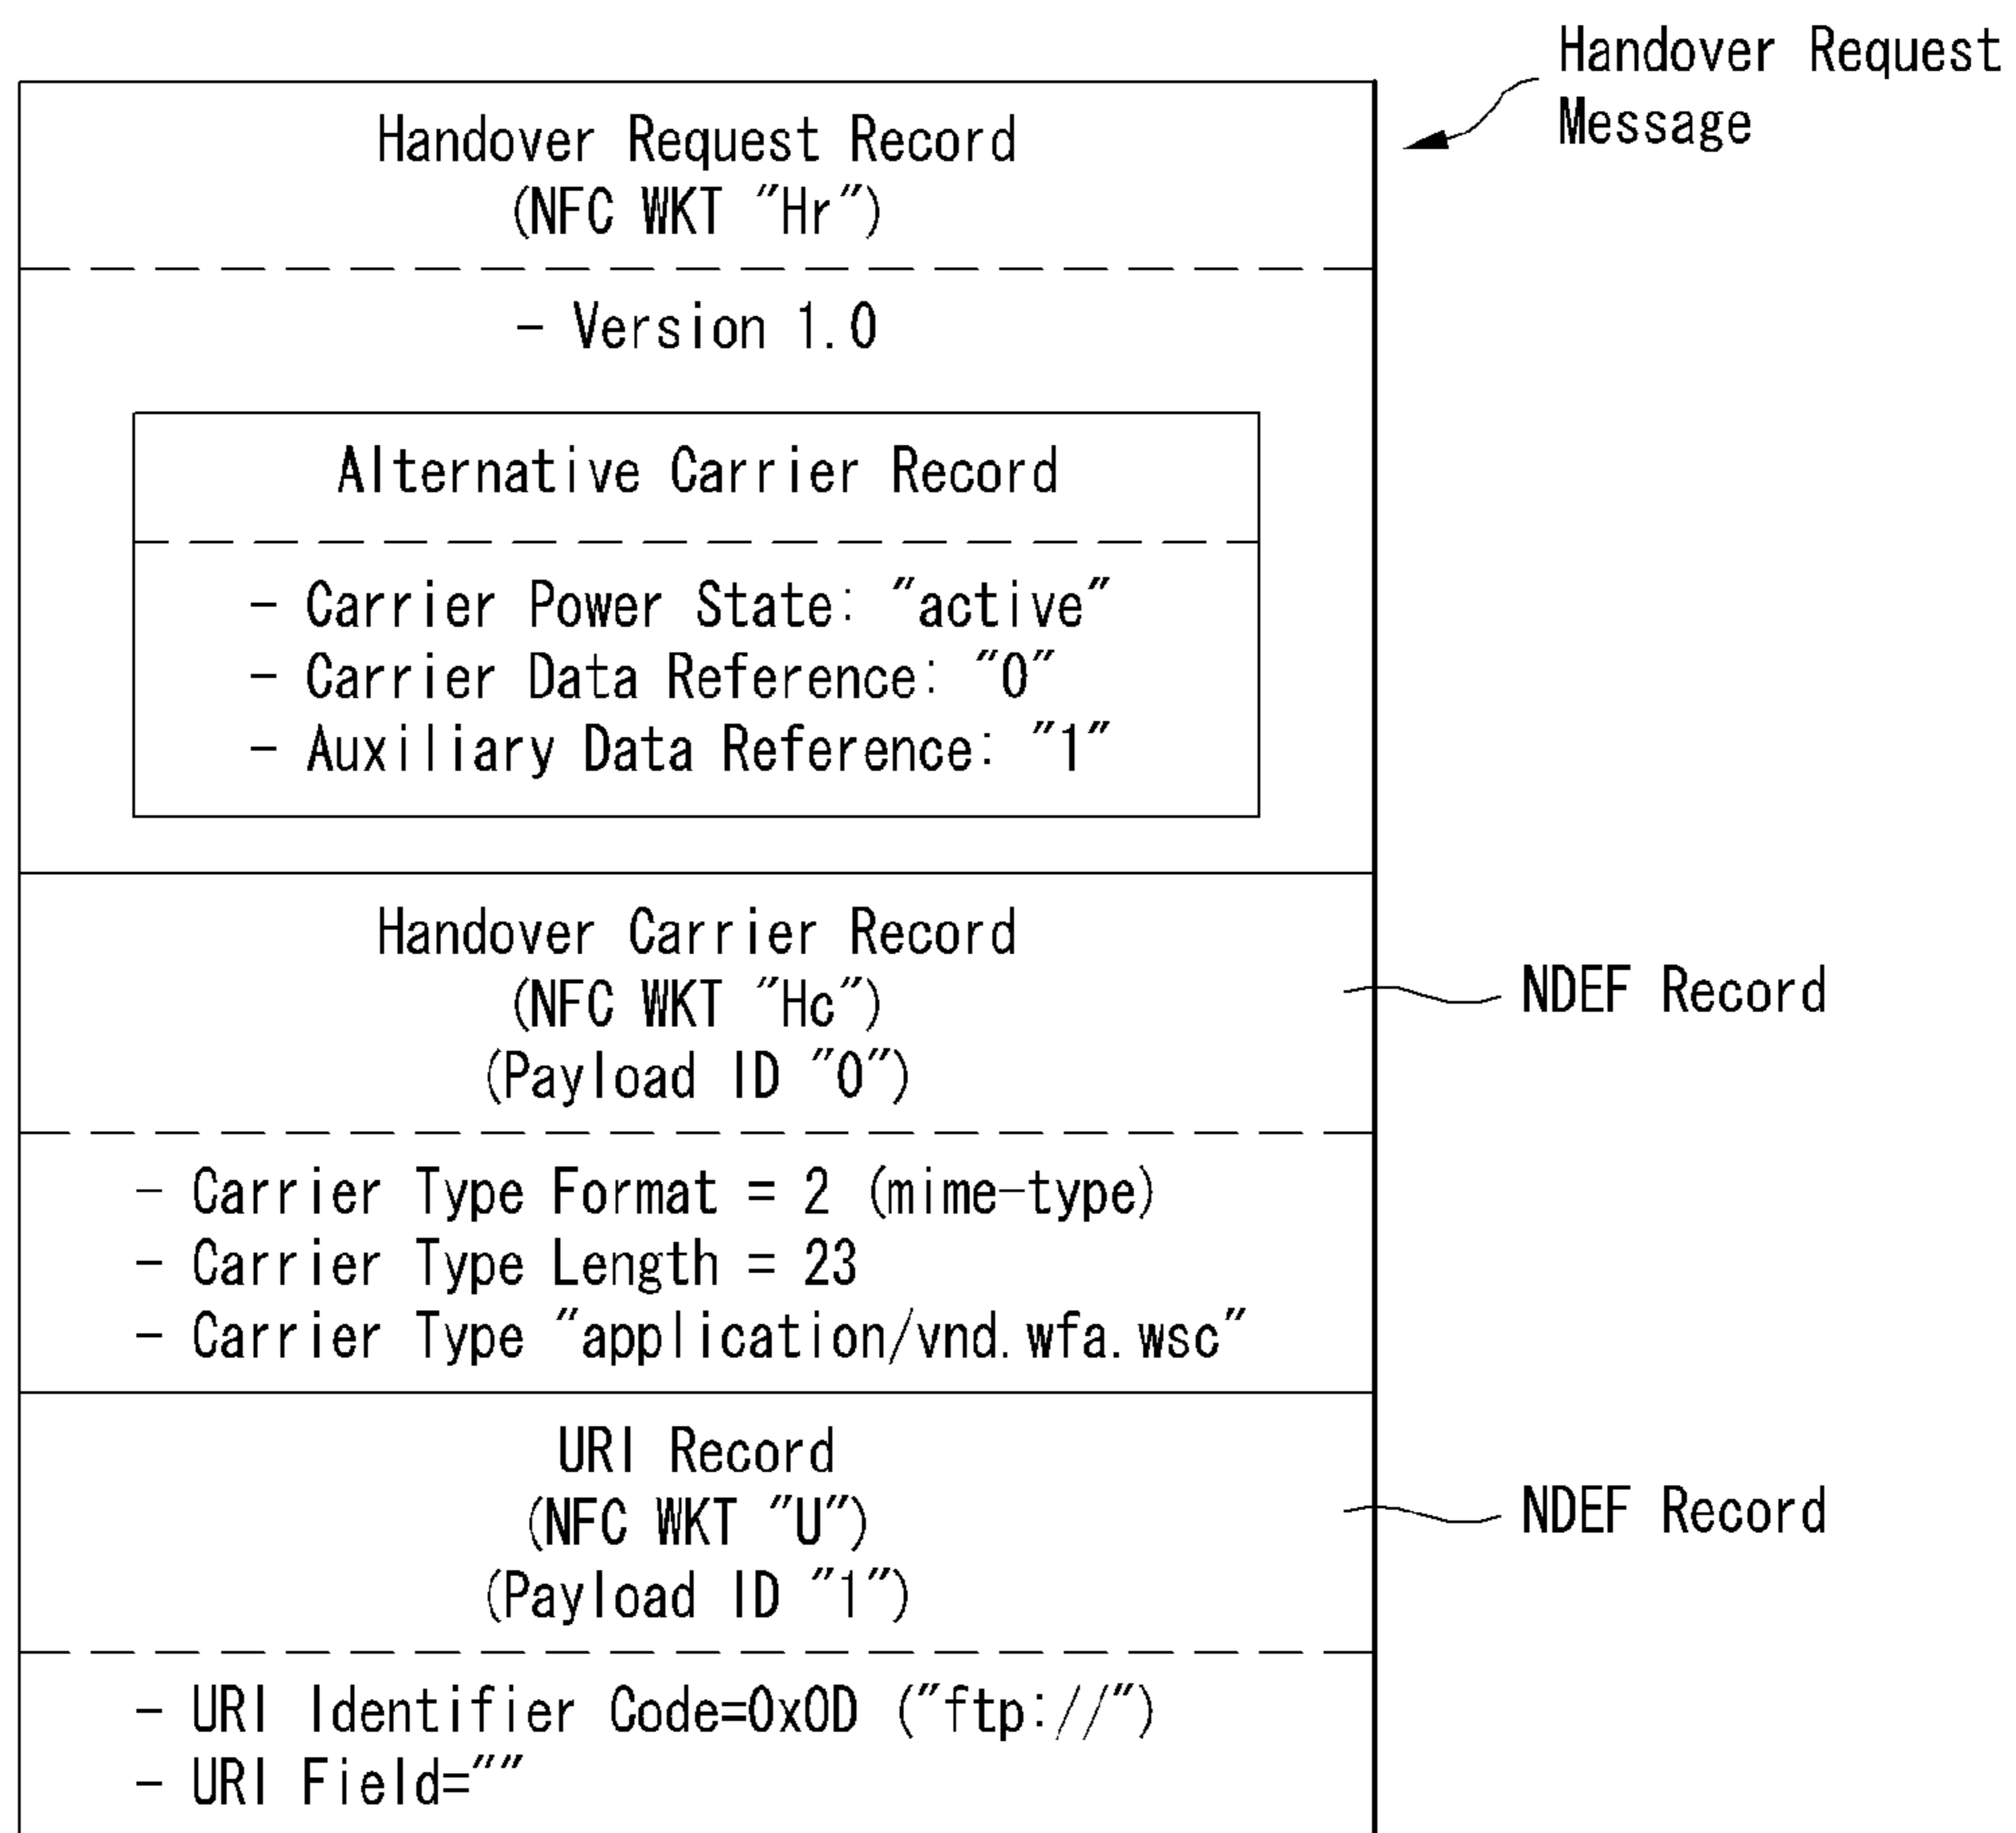 Handover Request
Message
Handover Request Record
(NFC WKT "Hr")
- Version 1.0
Alternative Carrier Record
- Carrier Power State: "active"
- Carrier Data Reference: "0"
- Auxiliary Data Reference: "1"
Handover Carrier Record
(NFC WKT "Hc")
(Payload ID "0")
NDEF Record
- Carrier Type Format = 2 (mime-type)
- Carrier Type Length = 23
- Carrier Type "application/vnd.wfa.wsc"
URI Record
(NFC WKT "U")
(Payload ID "1")
NDEF Record
- URI Identifier Code=0x0D ("ftp://")
- URI Field=""